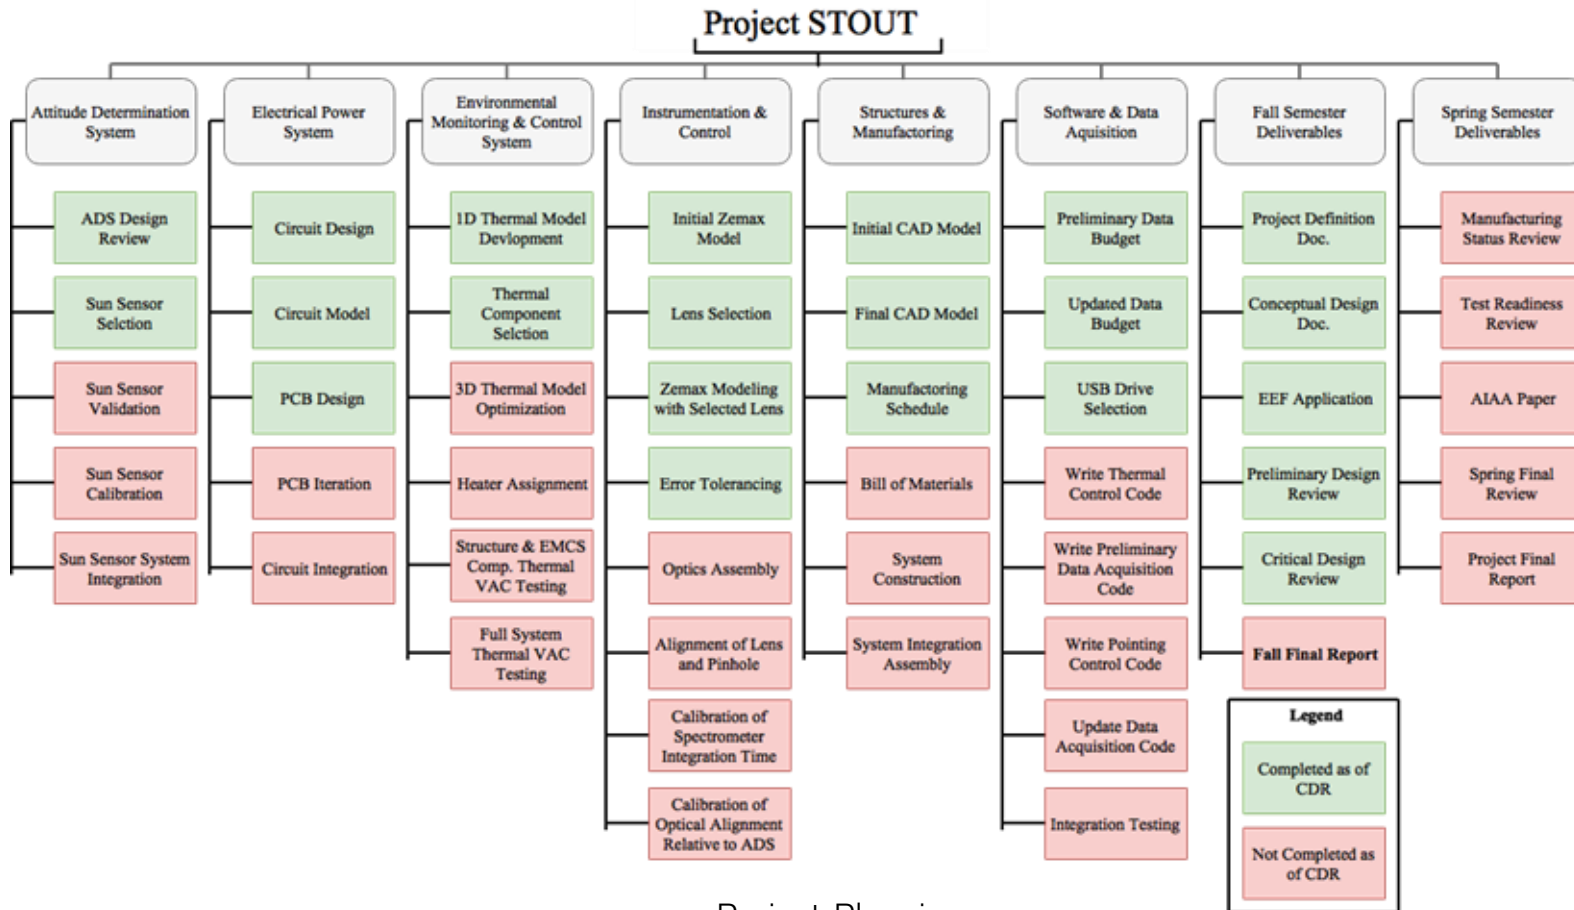 Project STOUT
Attitude Determination
System
Electrical Power
System
Environmental
Monitoring & Control
System
Instrumentation &
Control
Structures &
Manufactoring
Software & Data
Aquisition
Fall Semester
Deliverables
Spring Semester
Deliverables
ADS Design
Review
Sun Sensor
Selction
Sun Sensor
Validation
Sun Sensor
Calibration
Sun Sensor System
Integration
Circuit Design
Circuit Model
PCB Design
PCB Iteration
Circuit Integration
1D Thermal Model
Devlopment
Thermal
Component
Selction
3D Thermal Model
Optimization
Heater Assignment
Structure & EMCS
Comp. Thermal
VAC Testing
Full System
Thermal VAC
Testing
Initial Zemax
Model
Lens Selection
Zemax Modeling
with Selected Lens
Error Tolerancing
Optics Assembly
Alignment of Lens
and Pinhole
Calibration of
Spectrometer
Integration Time
Calibration of
Optical Alignment
Relative to ADS
Initial CAD Model
Final CAD Model
Manufactoring
Schedule
Bill of Materials
System
Construction
System Integration
Assembly
Preliminary Data
Budget
Updated Data
Budget
USB Drive
Selection
Write Thermal
Control Code
Write Preliminary
Data Acquisition
Code
Write Pointing
Control Code
Update Data
Acquisition Code
Integration Testing
Project Definition
Doc.
Conceptual Design
Doc.
EEF Application
Preliminary Design
Review
Critical Design
Review
Fall Final Report
Manufacturing
Status Review
Test Readiness
Review
AIAA Paper
Spring Final
Review
Project Final
Report
Legend
Completed as of
CDR
Not Completed as
of CDR